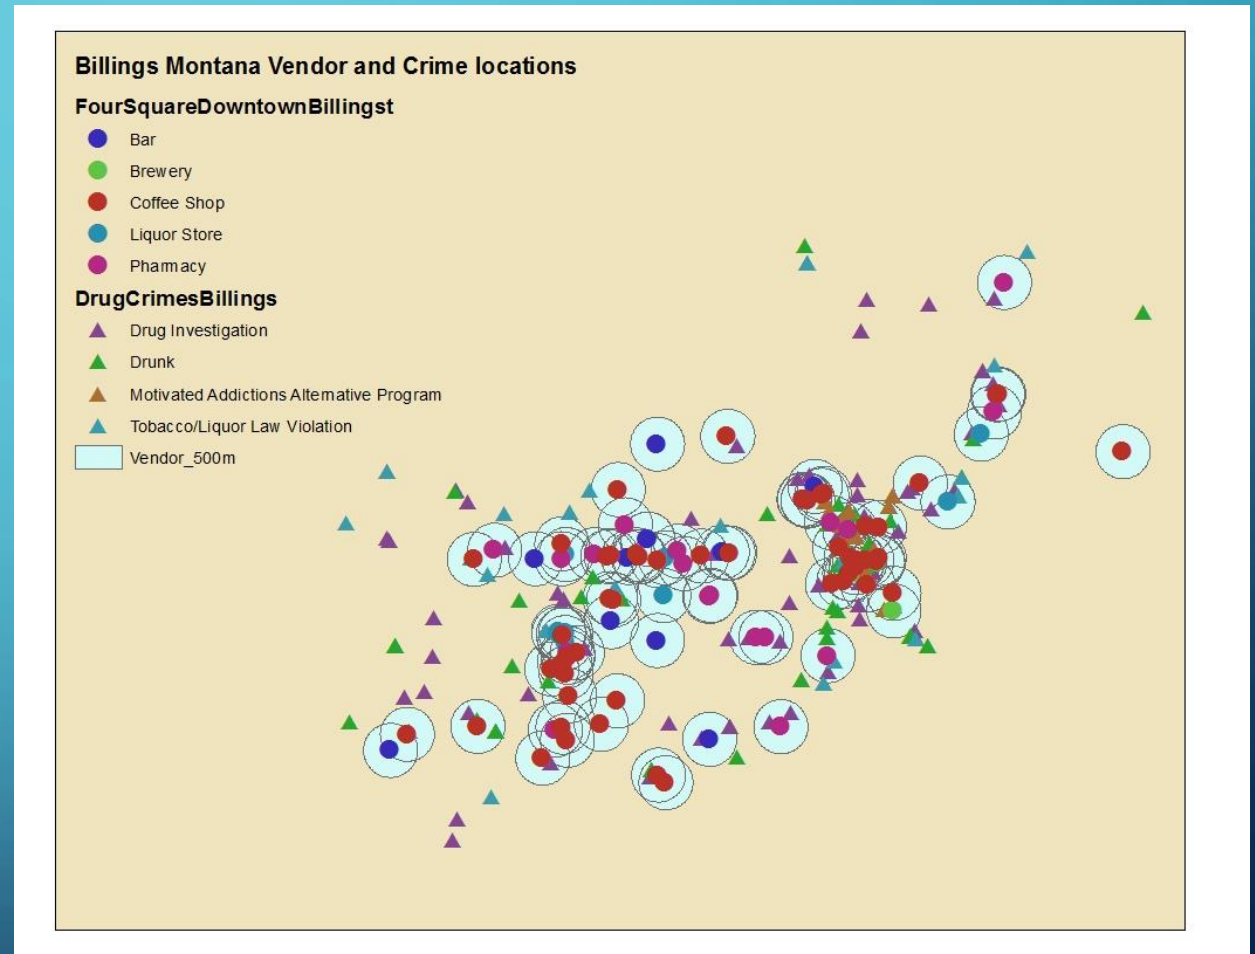 Billings Montana Vendor and Crime locations
FourSquareDowntownBillingst
Bar
Brewery
Coffee Shop
Liquor Store
Pharmacy
DrugCrimesBillings
Drug Investigation
Drunk
Motivated Addictions Alternative Program
Tobacco/Liquor Law Violation
Vendor_500m